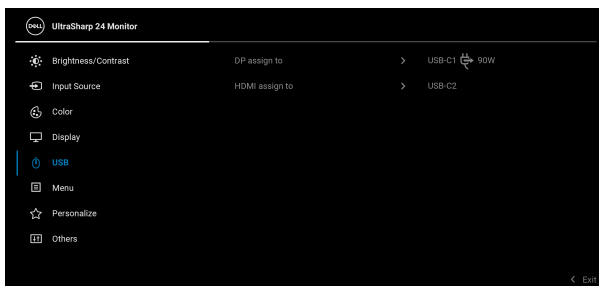 DELL UltraSharp 24 Monitor
Brightness/Contrast DP assign to USB-C1 90W
Input Source HDMI assign to USB-C2
Color
Display
USB
Menu
Personalize
Others
Exit